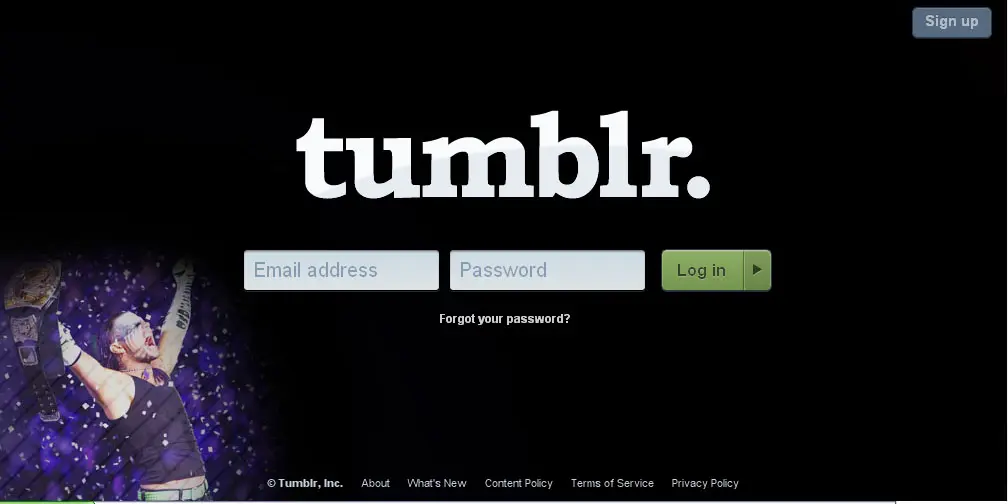 Sign up
tumblr.
Email address
Password
Log in
Forgot your password?
© Tumblr, Inc. About What's New Content Policy Terms of Service Privacy Policy